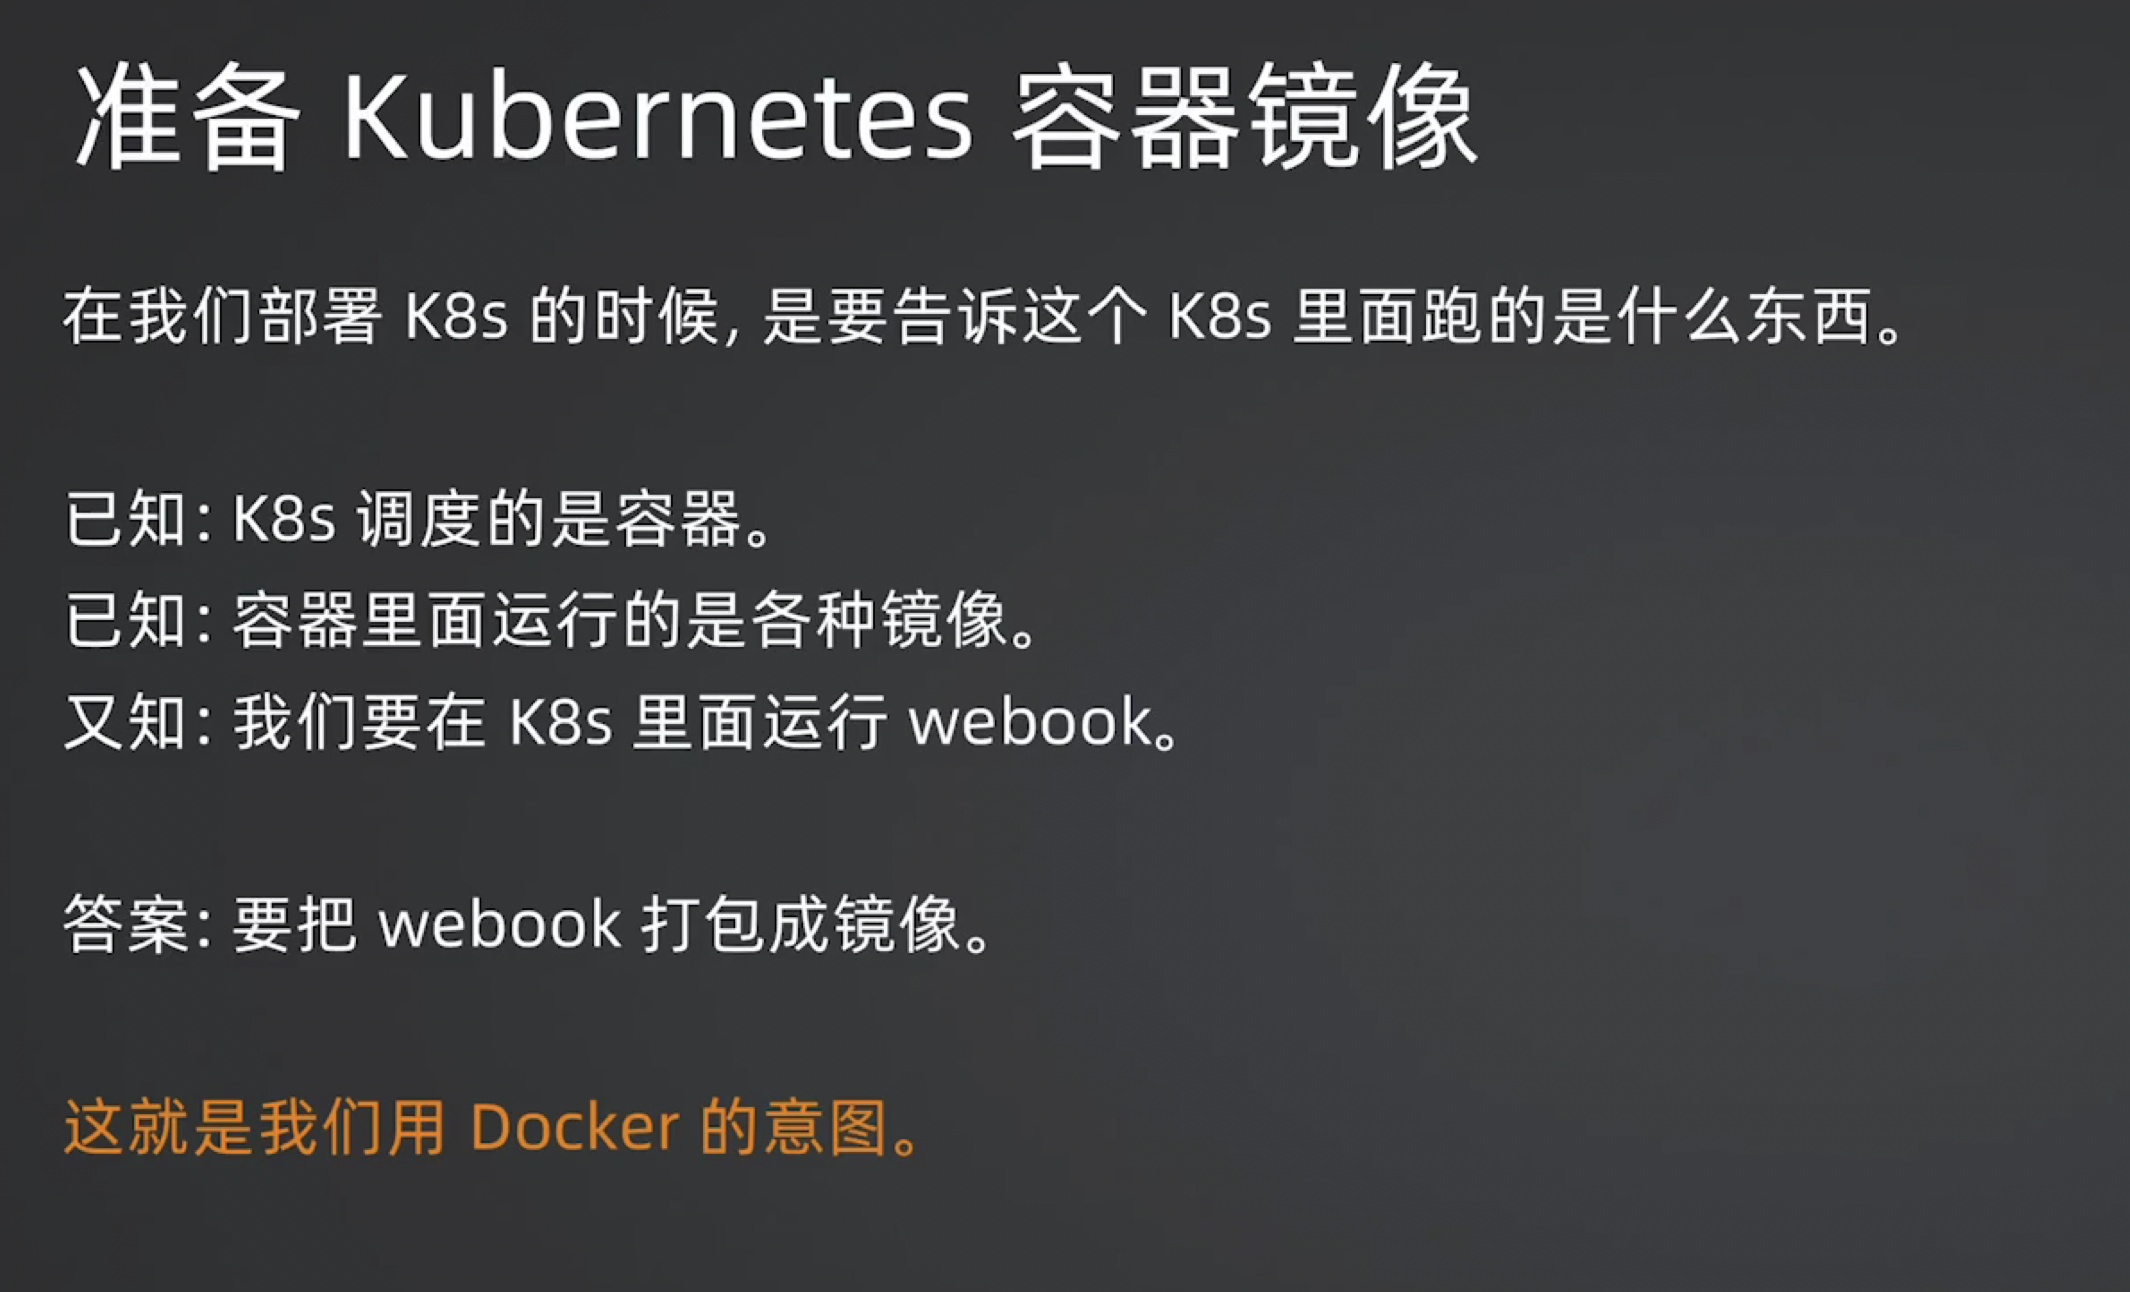 准备 Kubernetes 容器镜像
在我们部署 K8s 的时候, 是要告诉这个 K8s 里面跑的是什么东西。
已知: K8s 调度的是容器。
已知: 容器里面运行的是各种镜像。
又知: 我们要在 K8s 里面运行 webook。
答案: 要把 webook 打包成镜像。
这就是我们用 Docker 的意图。